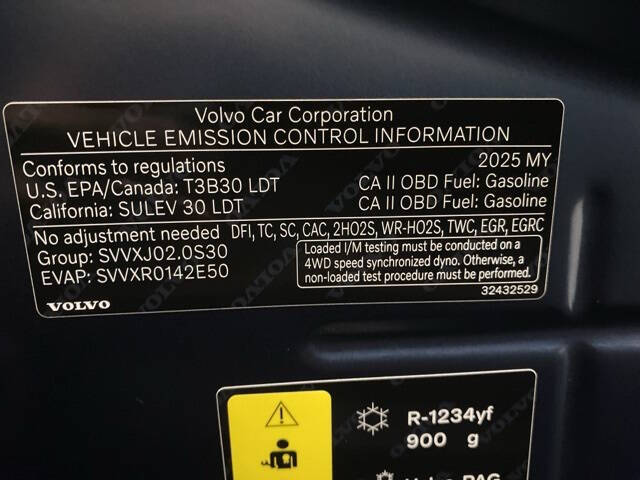 Volvo Car Corporation
VEHICLE EMISSION CONTROL INFORMATION
Conforms to regulations 2025 MY
U.S. EPA/Canada: T3B30 LDT CA II OBD Fuel: Gasoline
California: SULEV 30 LDT CA II OBD Fuel: Gasoline
No adjustment needed DFI, TC, SC, CAC, 2HO2S, WR-HO2S, TWC, EGR, EGRC
Group: SVVXJ02.0S30
EVAP: SVVXR0142E50
Loaded I/M testing must be conducted on a
4WD speed synchronized dyno. Otherwise, a
non-loaded test procedure must be performed.
VOLVO
32432529
R-1234yf
900 g